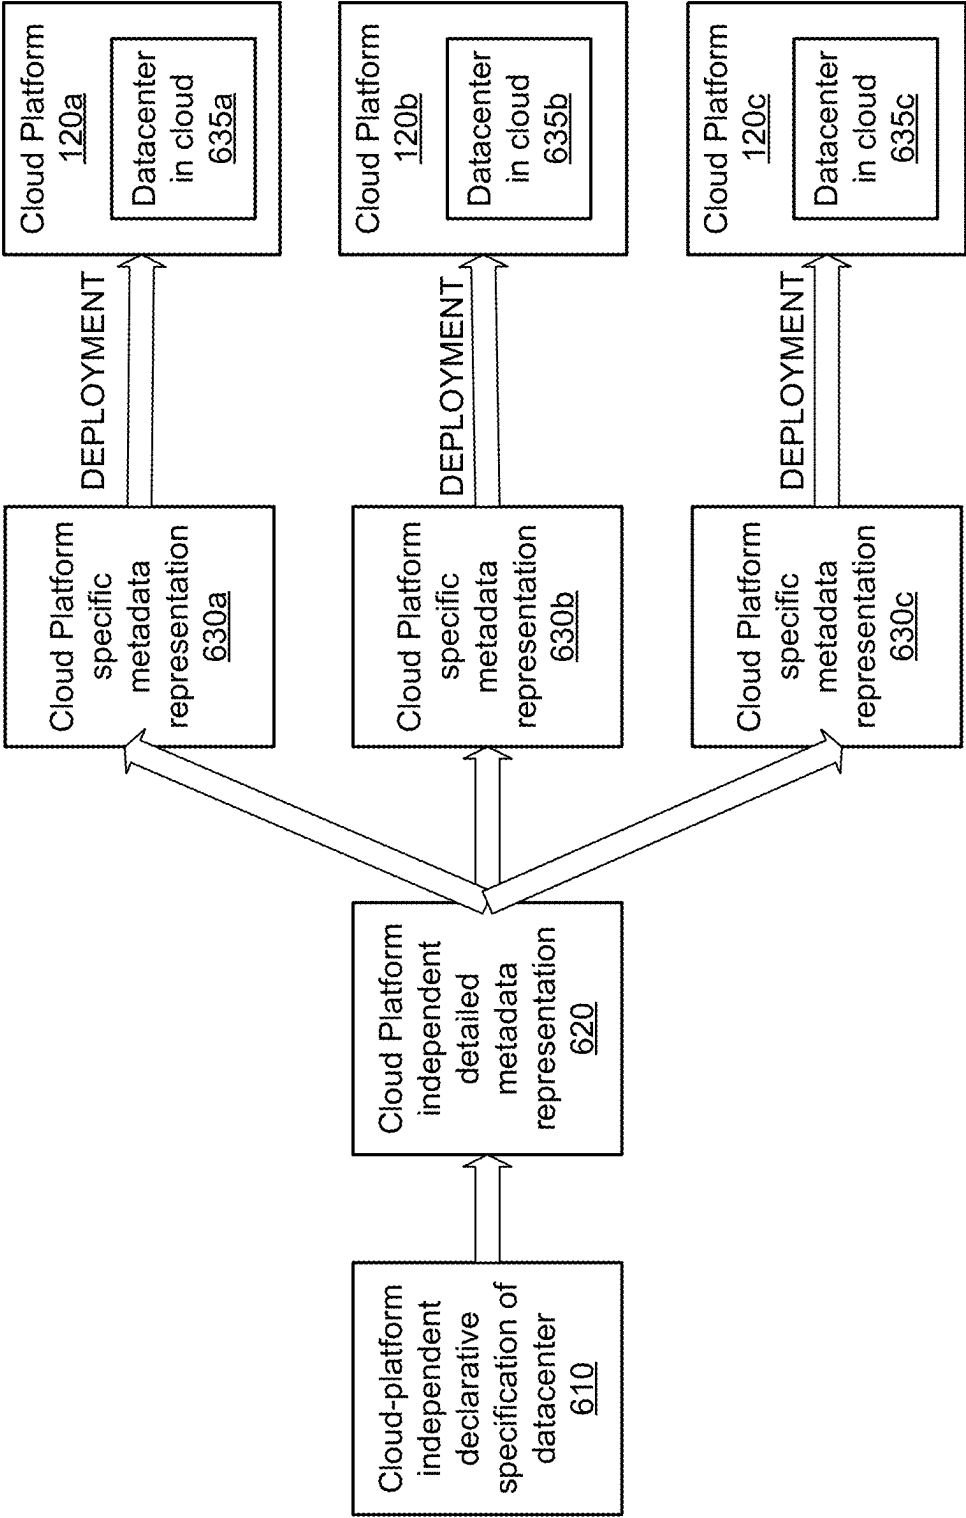 Cloud-platform
independent
declarative
specification of
datacenter
610
Cloud Platform
independent
detailed
metadata
representation
620
Cloud Platform
specific
metadata
representation
630a
DEPLOYMENT
Cloud Platform
120a
Datacenter
in cloud
635a
Cloud Platform
specific
metadata
representation
630b
DEPLOYMENT
Cloud Platform
120b
Datacenter
in cloud
635b
Cloud Platform
specific
metadata
representation
630c
DEPLOYMENT
Cloud Platform
120c
Datacenter
in cloud
635c